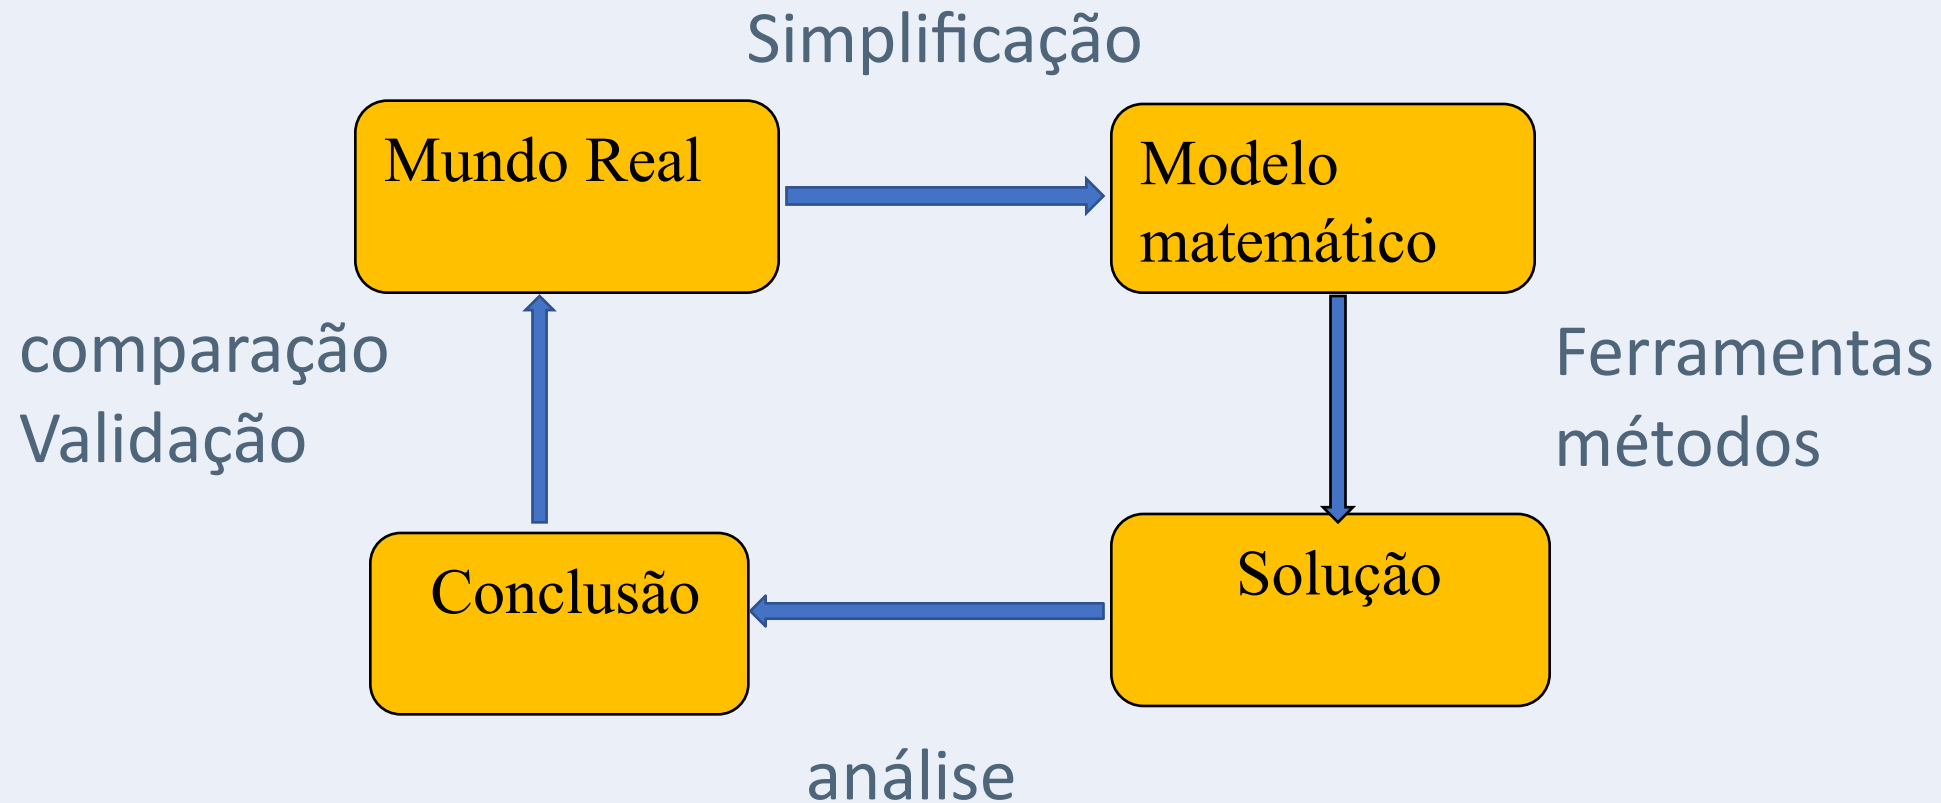 Simplificação
Mundo Real
Modelo
matemático
comparação
Validação
Ferramentas
métodos
Conclusão
Solução
análise